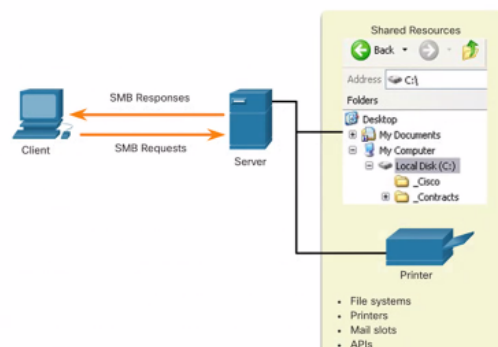 Shared Resources
Back
Address C:\
Folders
Desktop
My Documents
My Computer
Local Disk (C:)
_Cisco
_Contracts
SMB Responses
SMB Requests
Client
Server
Printer
• File systems
• Printers
• Mail slots
• APIs